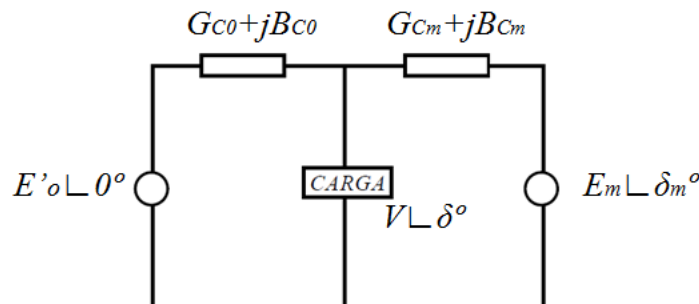 GC0+jBC0 GCm+jBCm
E'o∟0º CARGA Em∟δmº
V∟δº